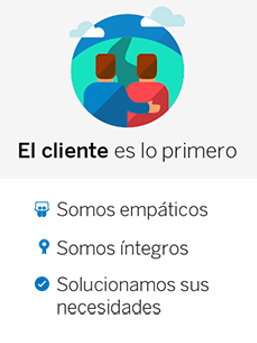 El cliente es lo primero
Somos empáticos
Somos íntegros
Solucionamos sus
necesidades